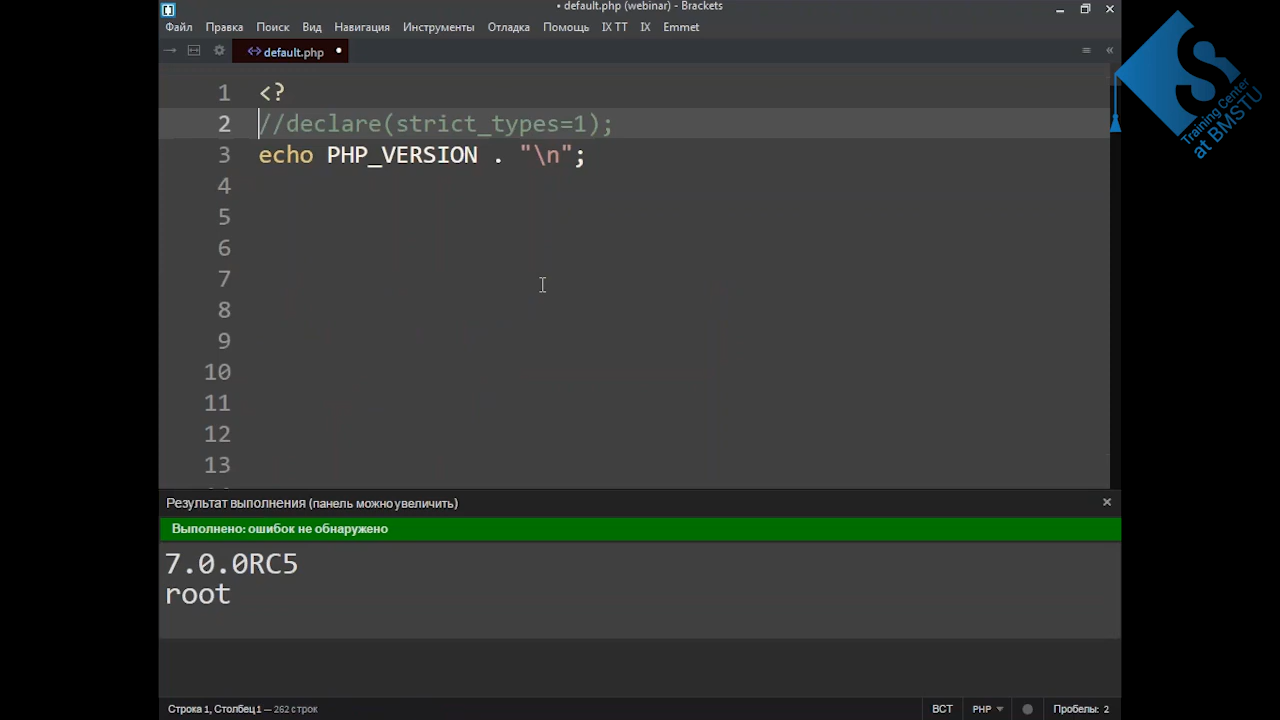 • default.php (webinar) - Brackets
Файл Правка Поиск Вид Навигация Инструменты Отладка Помощь IX TT IX Emmet
default.php •
1 <?
2 //declare(strict_types=1);
3 echo PHP_VERSION . "\n";
4
5
6
7
8
9
10
11
12
13
Результат выполнения (панель можно увеличить)
Выполнено: ошибок не обнаружено
7.0.0RC5
root
Строка 1, Столбец 1 — 262 строк ВСТ PHP Пробелы: 2
Training Center
at BMSTU